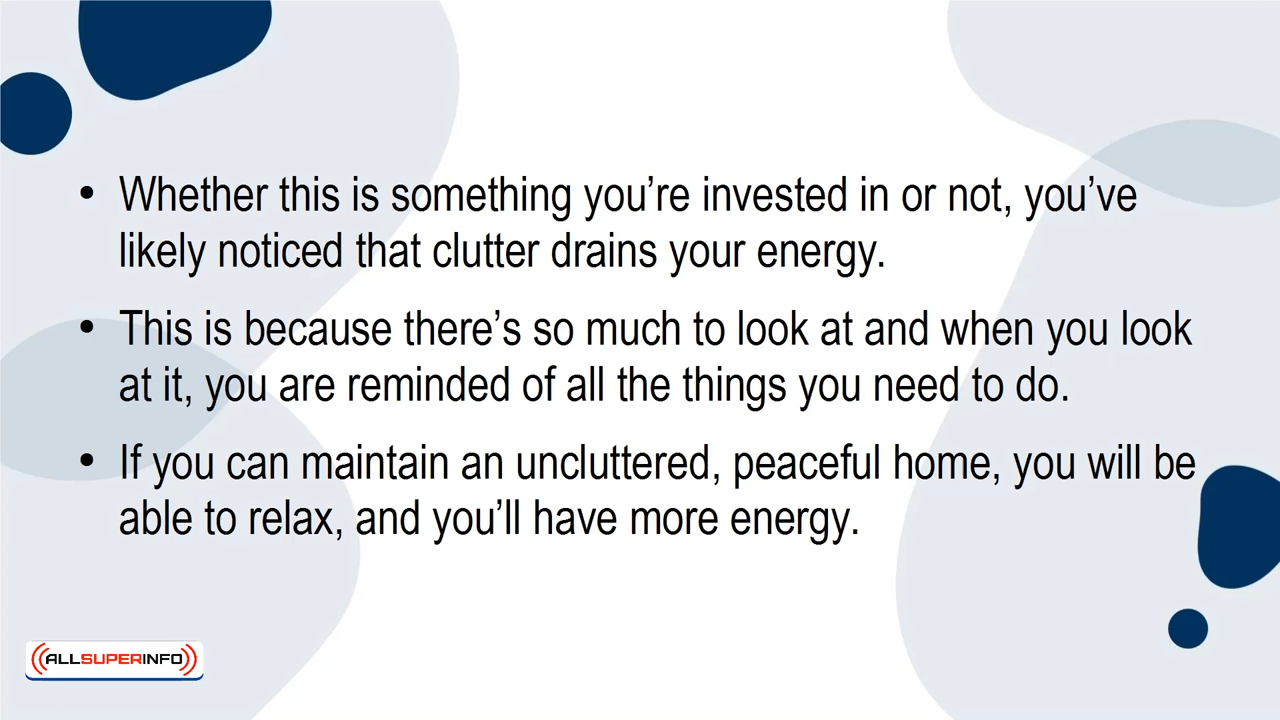 • Whether this is something you’re invested in or not, you’ve
likely noticed that clutter drains your energy.
• This is because there’s so much to look at and when you look
at it, you are reminded of all the things you need to do.
• If you can maintain an uncluttered, peaceful home, you will be
able to relax, and you’ll have more energy.
ALLSUPERINFO